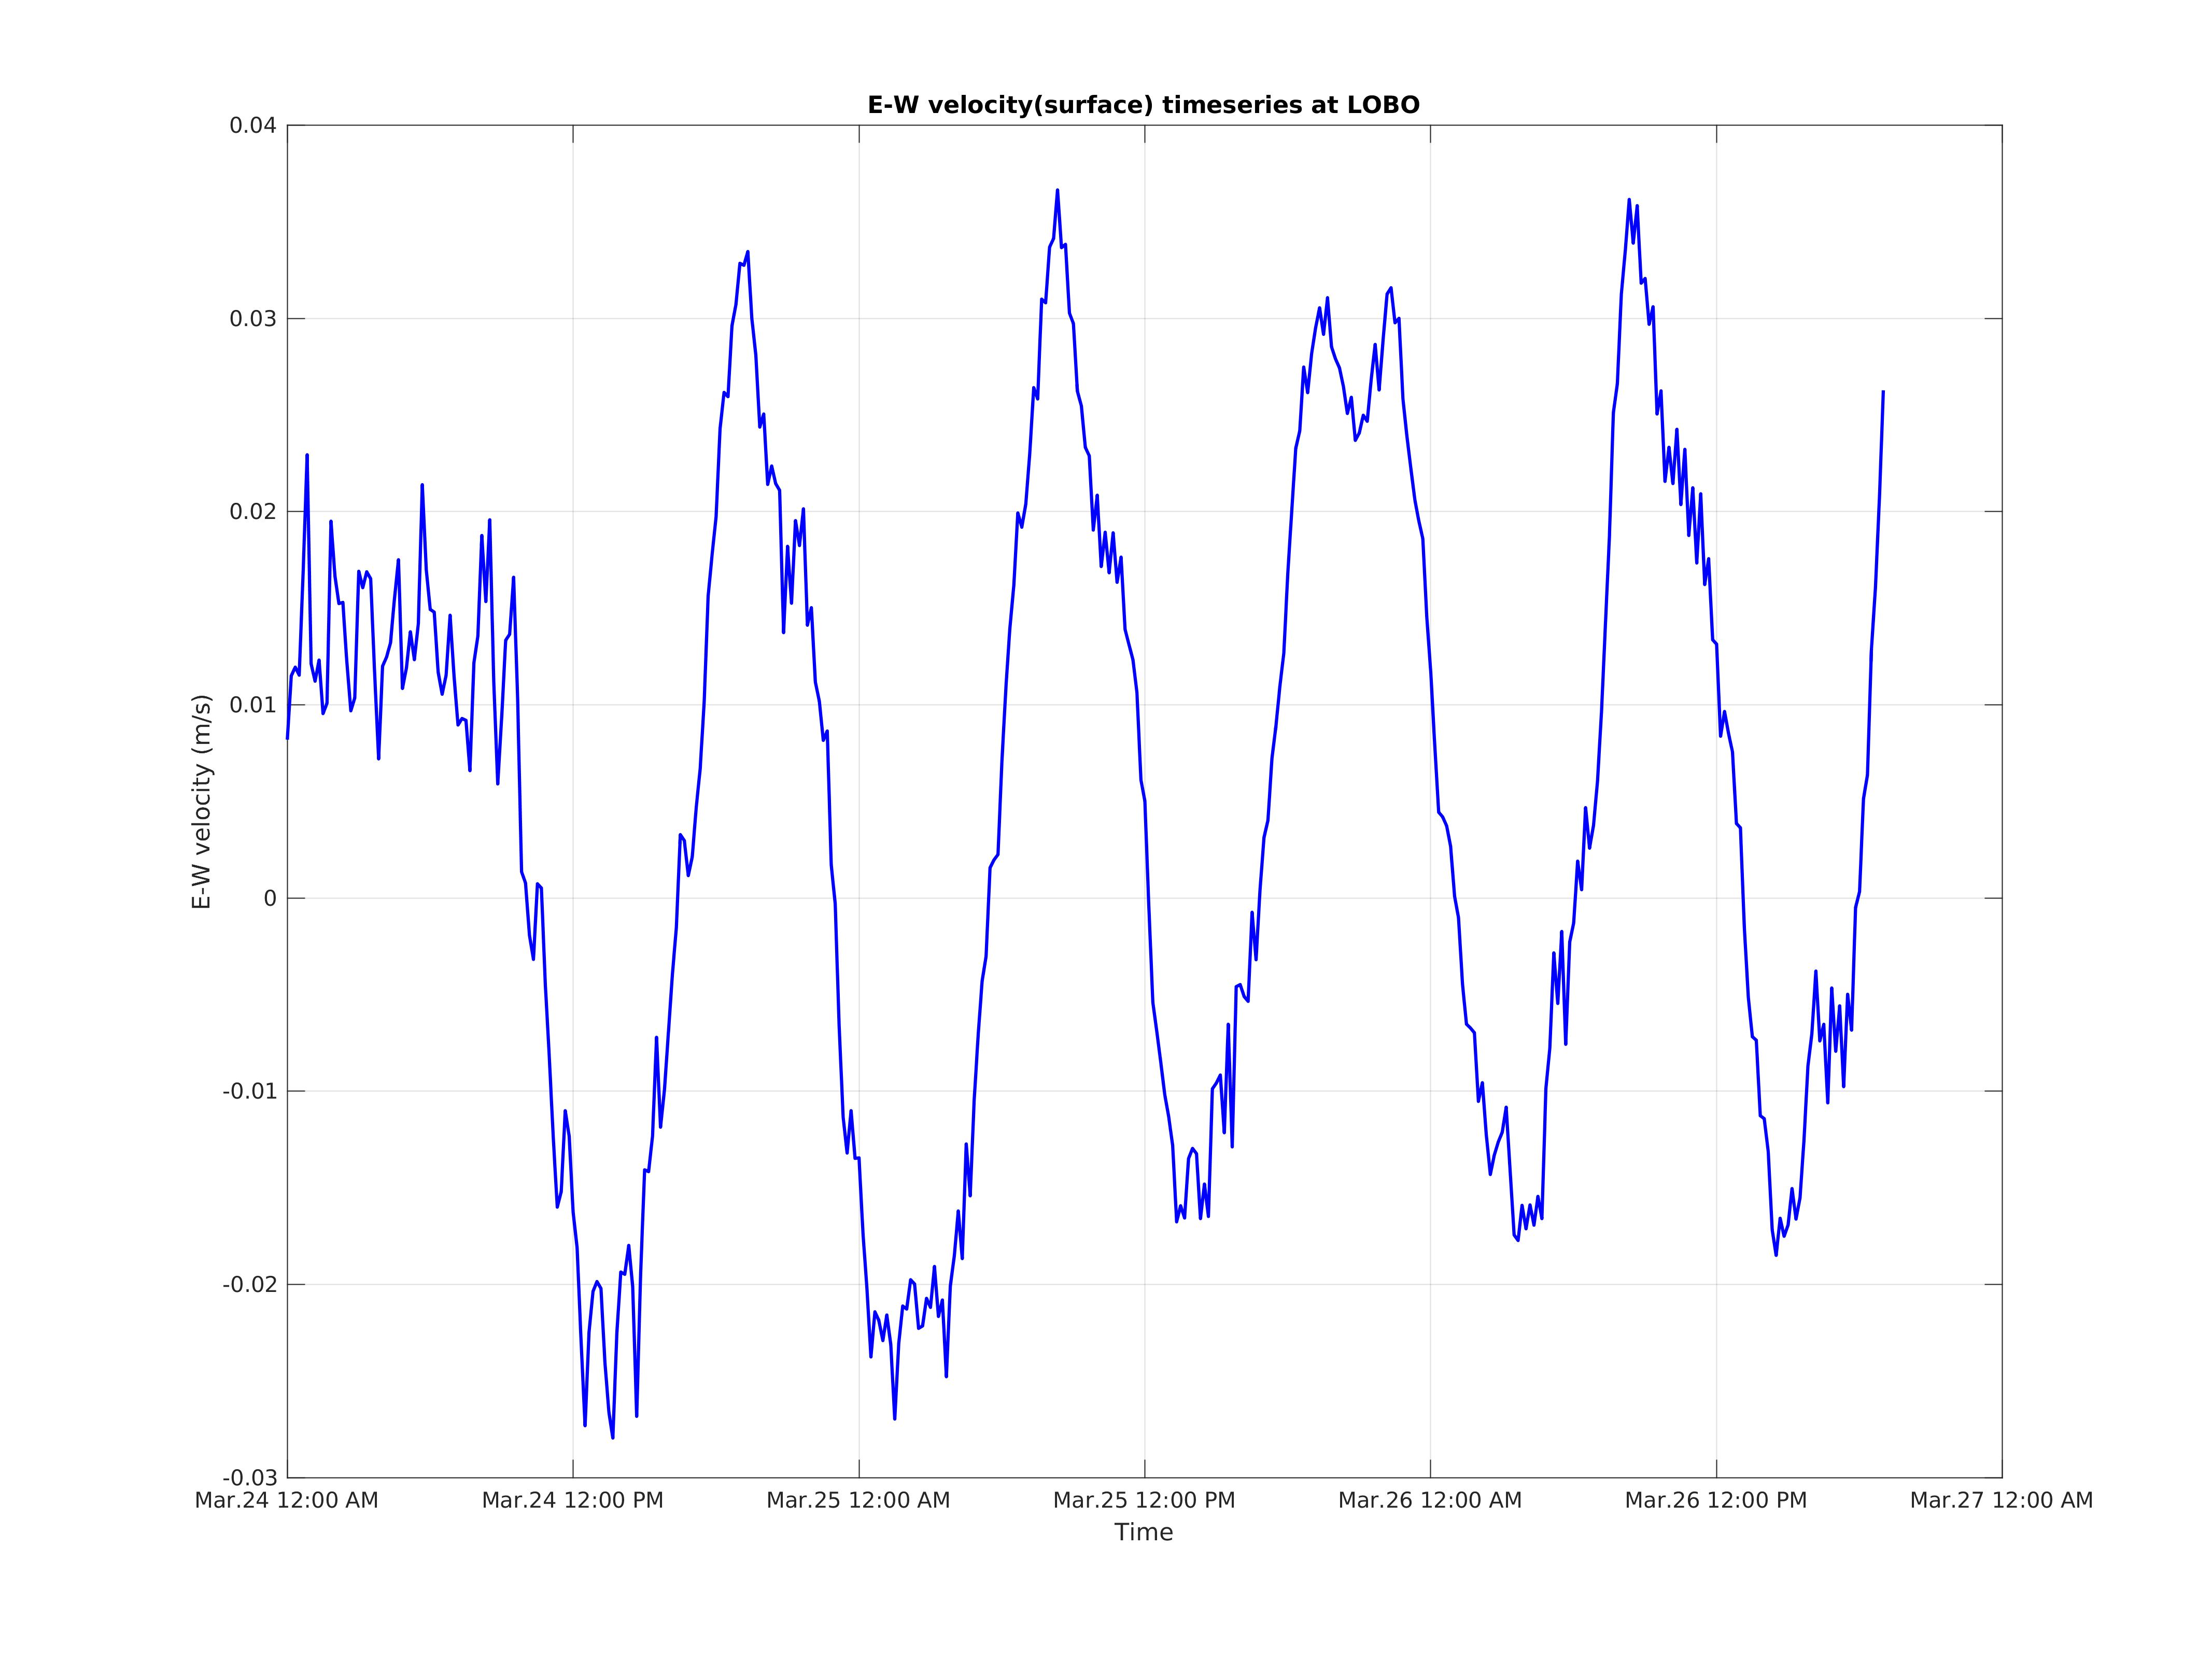 E-W velocity(surface) timeseries at LOBO
0.04
0.03
0.02
0.01
0
-0.01
-0.02
-0.03
E-W velocity (m/s)
Mar.24 12:00 AM
Mar.24 12:00 PM
Mar.25 12:00 AM
Mar.25 12:00 PM
Mar.26 12:00 AM
Mar.26 12:00 PM
Mar.27 12:00 AM
Time